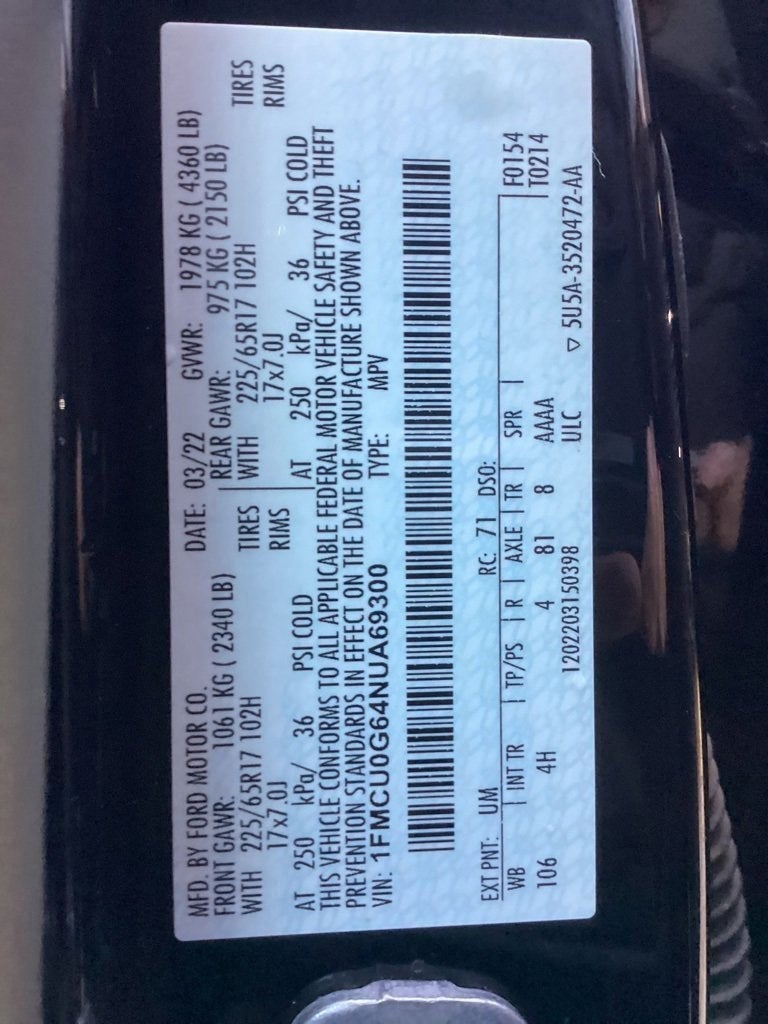 MFD. BY FORD MOTOR CO. DATE: 03/22 GVWR: 1978 KG ( 4360 LB)
FRONT GAWR: 1061 KG ( 2340 LB) REAR GAWR: 975 KG ( 2150 LB)
WITH 225/65R17 102H TIRES WITH 225/65R17 102H TIRES
17x7.0J RIMS 17x7.0J RIMS
AT 250 kPa/ 36 PSI COLD AT 250 kPa/ 36 PSI COLD
THIS VEHICLE CONFORMS TO ALL APPLICABLE FEDERAL MOTOR VEHICLE SAFETY AND THEFT
PREVENTION STANDARDS IN EFFECT ON THE DATE OF MANUFACTURE SHOWN ABOVE.
VIN: 1FMCU0G64NUA69300 TYPE: MPV
EXT PNT: UM RC: 71 DSO: F0154
WB INT TR TP/PS R AXLE TR SPR T0214
106 4H 4 81 8 AAAA
1202203150398 ULC ▽ 5U5A-3520472-AA